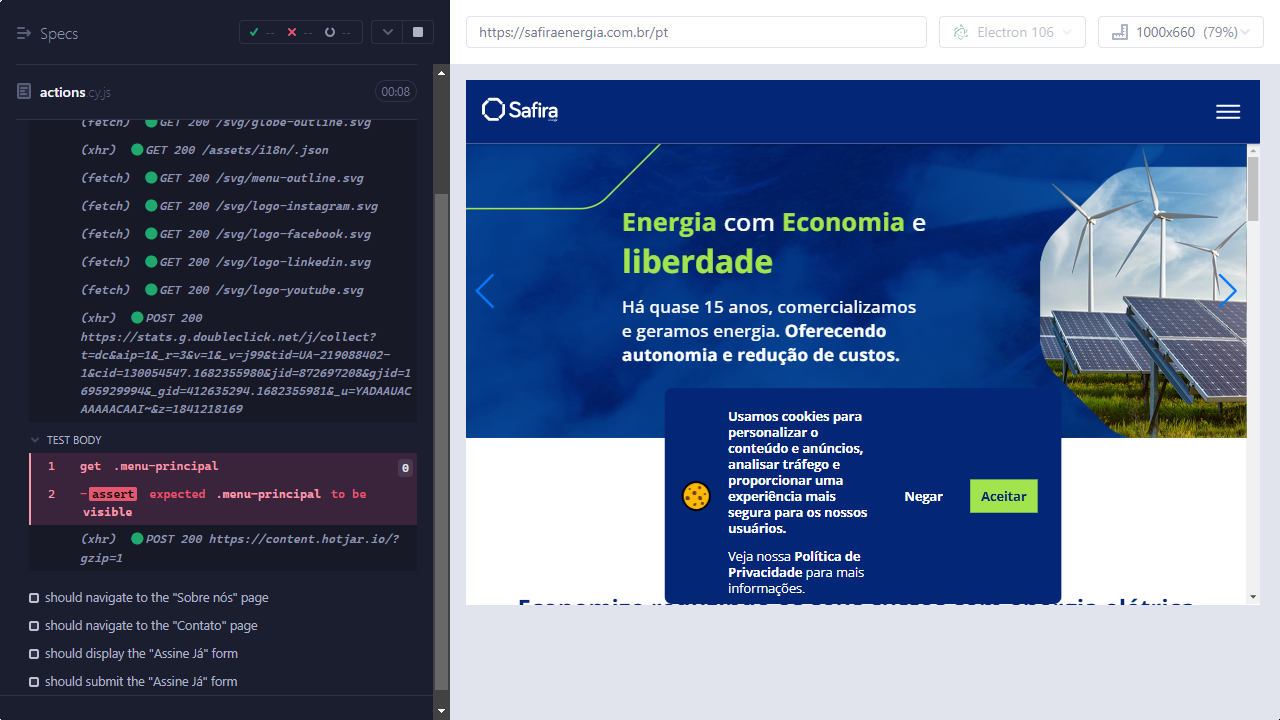 Specs
-- -- --
https://safiraenergia.com.br/pt
Electron 106
1000x660 (79%)
actions.cy.js
00:08
(fetch) GET 200 /svg/globe-outline.svg
(xhr) GET 200 /assets/i18n/.json
(fetch) GET 200 /svg/menu-outline.svg
(fetch) GET 200 /svg/logo-instagram.svg
(fetch) GET 200 /svg/logo-facebook.svg
(fetch) GET 200 /svg/logo-linkedin.svg
(fetch) GET 200 /svg/logo-youtube.svg
(xhr) POST 200
https://stats.g.doubleclick.net/j/collect?
t=dc&aip=1&_r=3&v=1&_v=j99&tid=UA-219088402-
1&cid=130054547.1682355980&jid=872697208&gjid=1
695929994&_gid=412635294.1682355981&_u=YADAAUAC
AAAAACAAI~&z=1841218169
TEST BODY
1 get .menu-principal 0
2 -assert expected .menu-principal to be
visible
(xhr) POST 200 https://content.hotjar.io/?
gzip=1
should navigate to the "Sobre nós" page
should navigate to the "Contato" page
should display the "Assine Já" form
should submit the "Assine Já" form
Safira
Energia com Economia e
liberdade
Há quase 15 anos, comercializamos
e geramos energia. Oferecendo
autonomia e redução de custos.
Usamos cookies para
personalizar o
conteúdo e anúncios,
analisar tráfego e
proporcionar uma
experiência mais
segura para os nossos
usuários.
Veja nossa Política de
Privacidade para mais
informações.
Negar
Aceitar